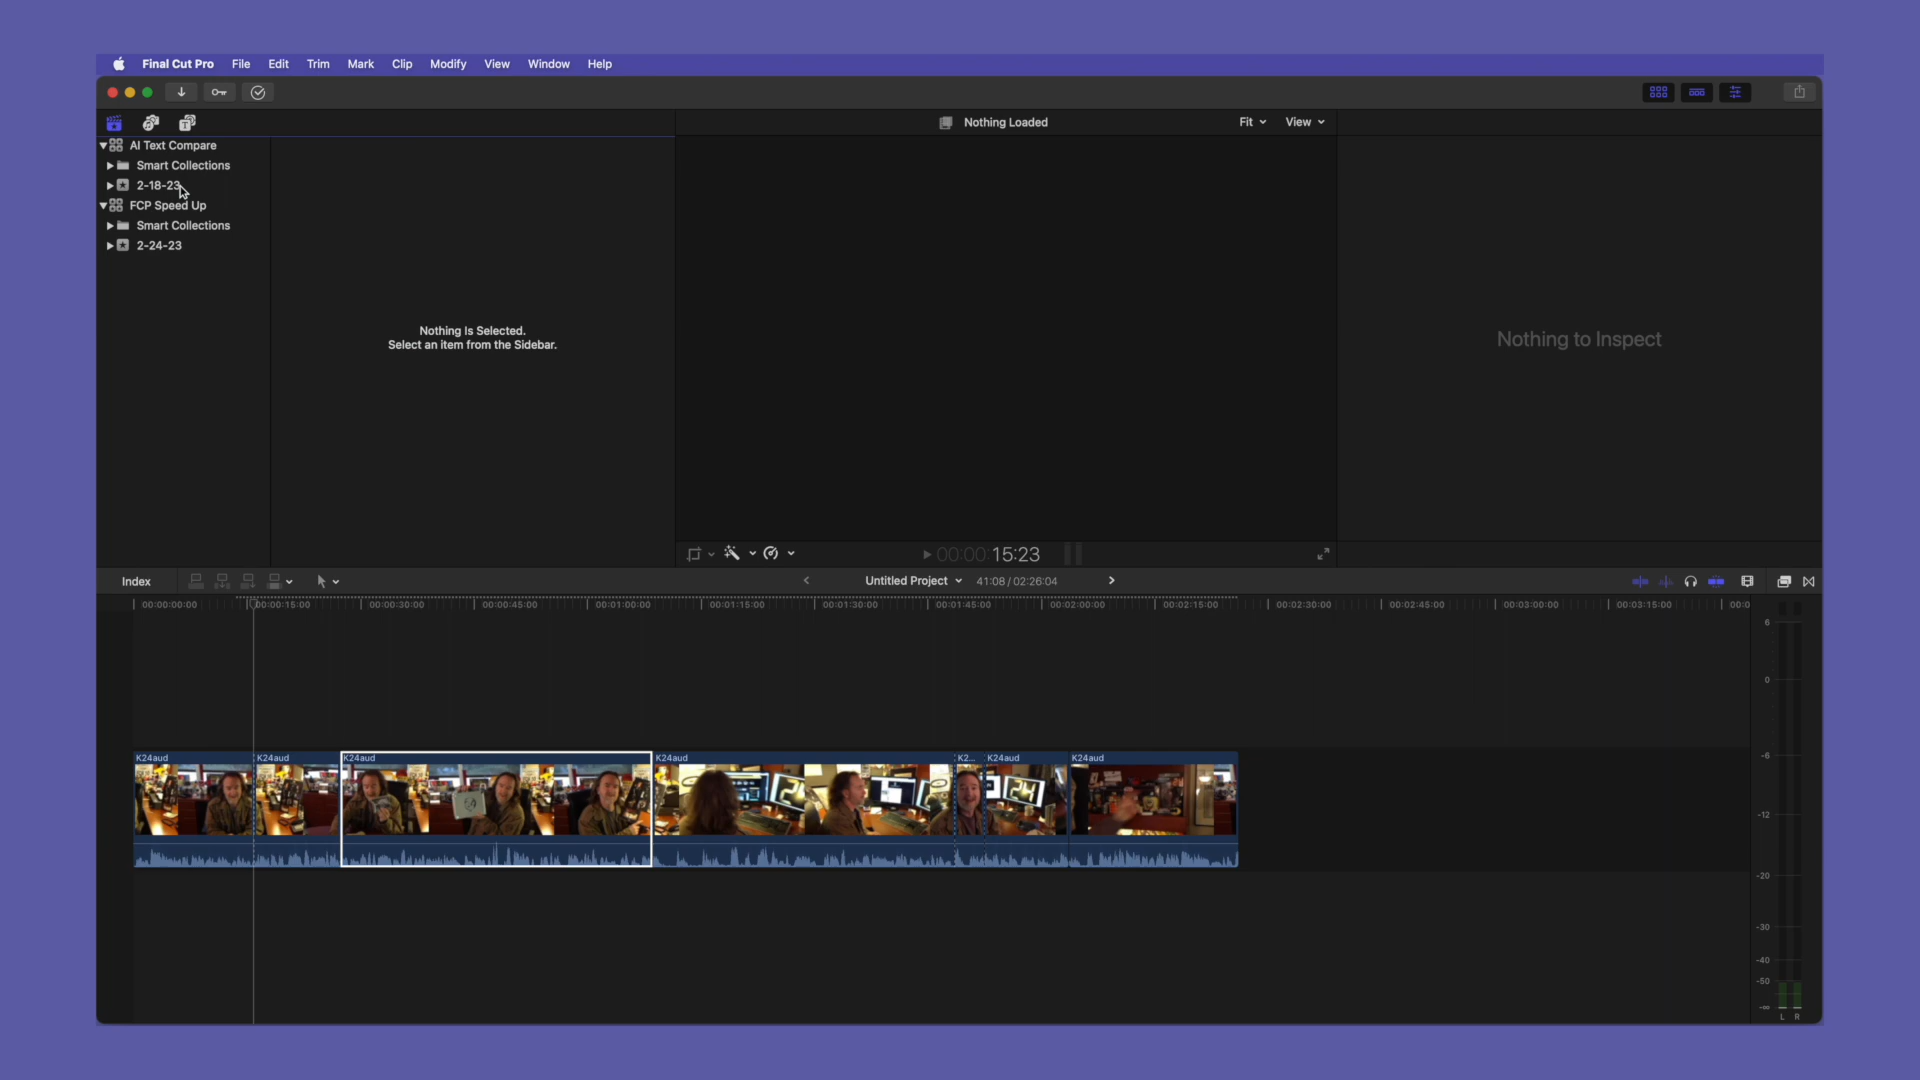 Final Cut Pro File Edit Trim Mark Clip Modify View Window Help
Nothing Loaded Fit View
AI Text Compare
Smart Collections
2-18-23
FCP Speed Up
Smart Collections
2-24-23
Nothing Is Selected.
Select an item from the Sidebar.
Nothing to Inspect
00:00:15:23
Index Untitled Project 41:08 / 02:26:04
00:00:00:00 00:00:15:00 00:00:30:00 00:00:45:00 00:01:00:00 00:01:15:00 00:01:30:00 00:01:45:00 00:02:00:00 00:02:15:00 00:02:30:00 00:02:45:00 00:03:00:00 00:03:15:00 00:0
6
0
-6
K24aud K24aud K24aud K24aud K2... K24aud K24aud
24
-12
-20
-30
-40
-50
-∞
L R